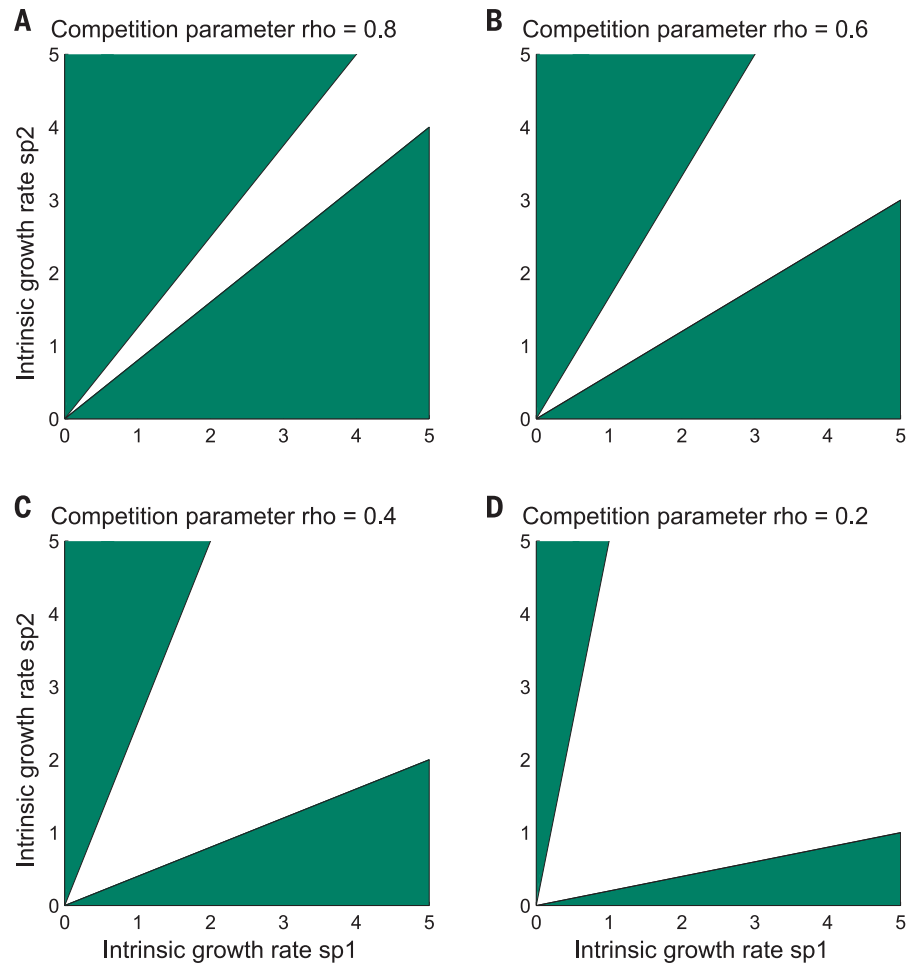 A Competition parameter rho = 0.8
5
4
3
2
1
0
Intrinsic growth rate sp2
0 1 2 3 4 5
B Competition parameter rho = 0.6
5
4
3
2
1
0
0 1 2 3 4 5
C Competition parameter rho = 0.4
5
4
3
2
1
0
Intrinsic growth rate sp2
0 1 2 3 4 5
Intrinsic growth rate sp1
D Competition parameter rho = 0.2
5
4
3
2
1
0
0 1 2 3 4 5
Intrinsic growth rate sp1